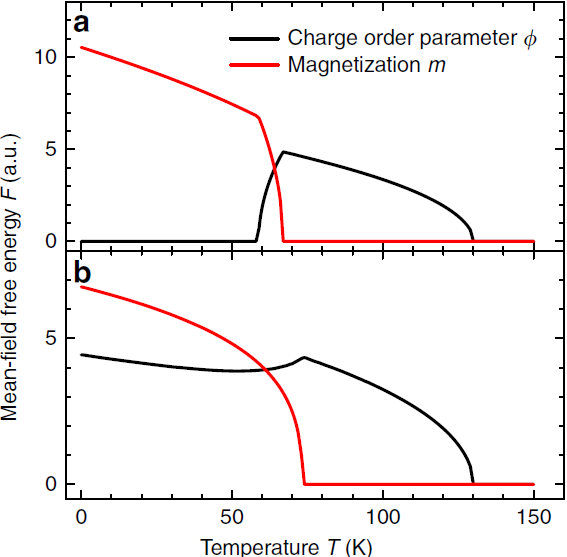 a
Charge order parameter ϕ
Magnetization m
10
5
0
b
5
0
Mean-field free energy F (a.u.)
0 50 100 150
Temperature T (K)